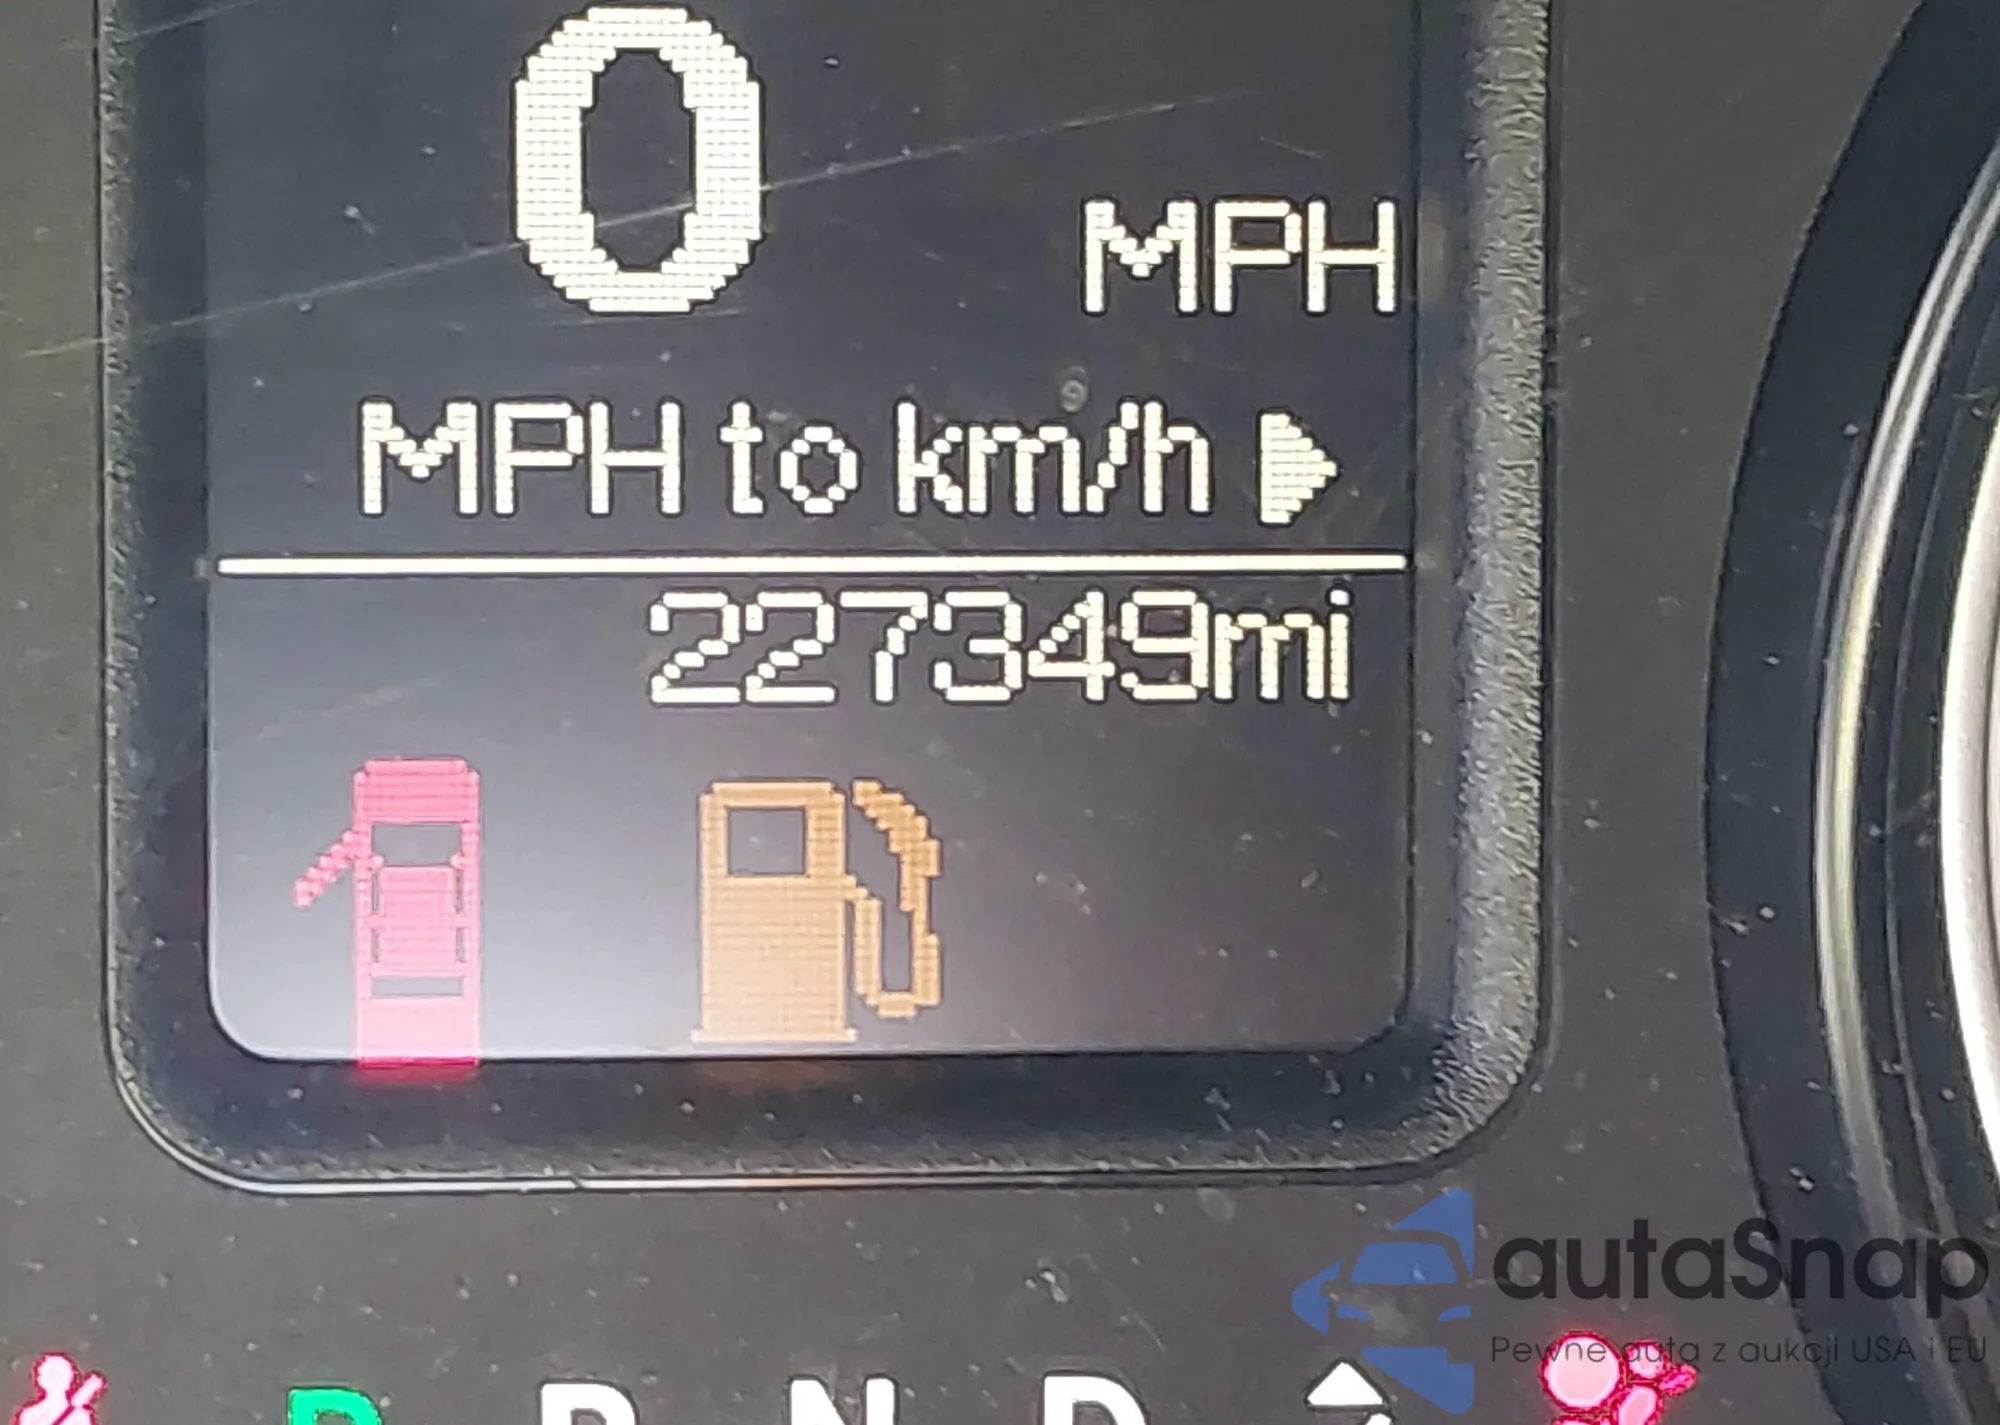 0
MPH
MPH to km/h
227349mi
autaSnap
Pewne auta z aukcji USA i EU
P R N D